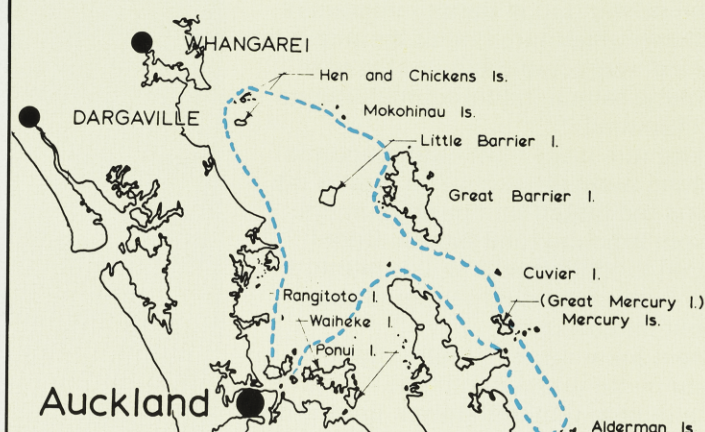 WHANGAREI
Hen and Chickens Is.
DARGAVILLE
Mokohinau Is.
Little Barrier I.
Great Barrier I.
Cuvier I.
Rangitoto I.
(Great Mercury I.)
Mercury Is.
Waiheke I.
Ponui I.
Auckland
Alderman Is